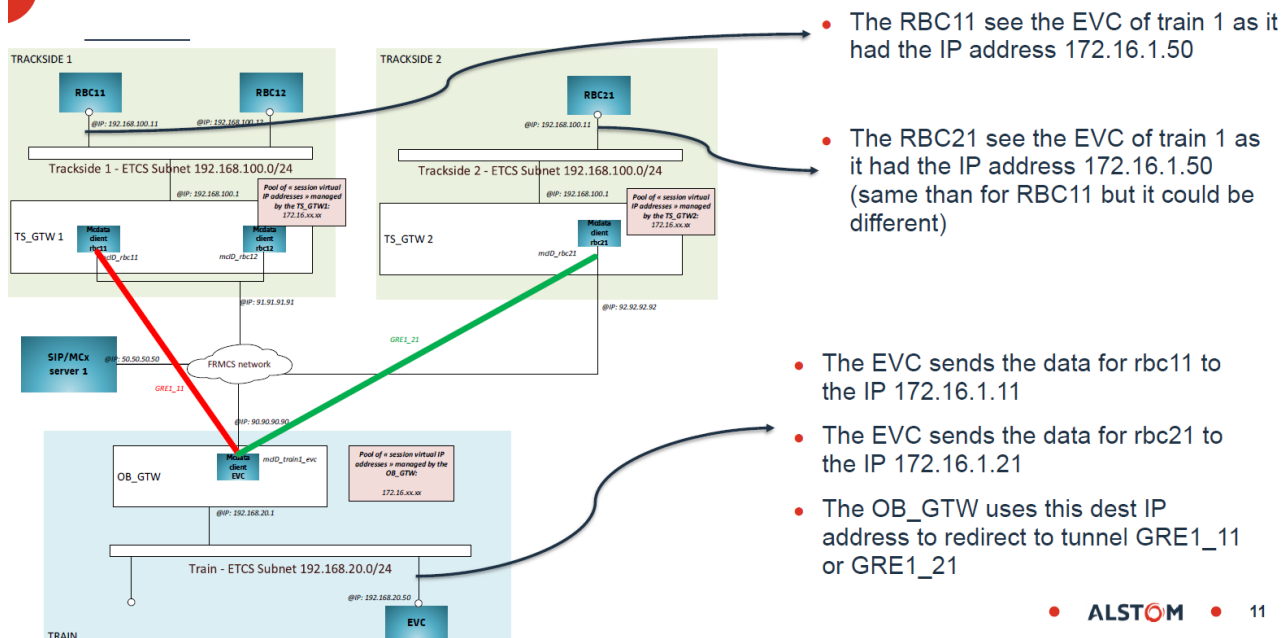 TRACKSIDE 1
RBC11
RBC12
@IP: 192.168.100.11
@IP: 192.168.100.12
Trackside 1 - ETCS Subnet 192.168.100.0/24
@IP: 192.168.100.1
Pool of « session virtual
IP addresses » managed
by the TS_GTW1:
172.16.xx.xx
TS_GTW 1
Mcdata
client
rbc11
mcID_rbc11
Mcdata
client
rbc12
mcID_rbc12
@IP: 91.91.91.91
TRACKSIDE 2
RBC21
@IP: 192.168.100.11
Trackside 2 - ETCS Subnet 192.168.100.0/24
@IP: 192.168.100.1
Pool of « session virtual
IP addresses » managed
by the TS_GTW2:
172.16.xx.xx
TS_GTW 2
Mcdata
client
rbc21
mcID_rbc21
@IP: 92.92.92.92
SIP/MCx
server 1
@IP: 50.50.50.50
FRMCS network
GRE1_11
GRE1_21
@IP: 90.90.90.90
OB_GTW
Mcdata
client
EVC
mcID_train1_evc
Pool of « session virtual IP
addresses » managed by the
OB_GTW:
172.16.xx.xx
@IP: 192.168.20.1
Train - ETCS Subnet 192.168.20.0/24
@IP: 192.168.20.50
EVC
TRAIN
• The RBC11 see the EVC of train 1 as it
had the IP address 172.16.1.50
• The RBC21 see the EVC of train 1 as
it had the IP address 172.16.1.50
(same than for RBC11 but it could be
different)
• The EVC sends the data for rbc11 to
the IP 172.16.1.11
• The EVC sends the data for rbc21 to
the IP 172.16.1.21
• The OB_GTW uses this dest IP
address to redirect to tunnel GRE1_11
or GRE1_21
• ALSTOM • 11